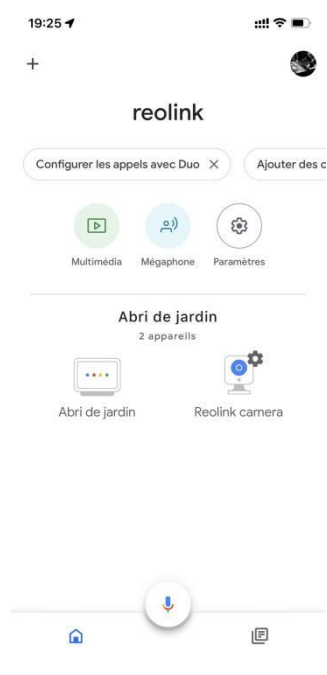 19:25
reolink
Configurer les appels avec Duo
Ajouter des c
Multimédia
Mégaphone
Paramètres
Abri de jardin
2 appareils
Abri de jardin
Reolink camera